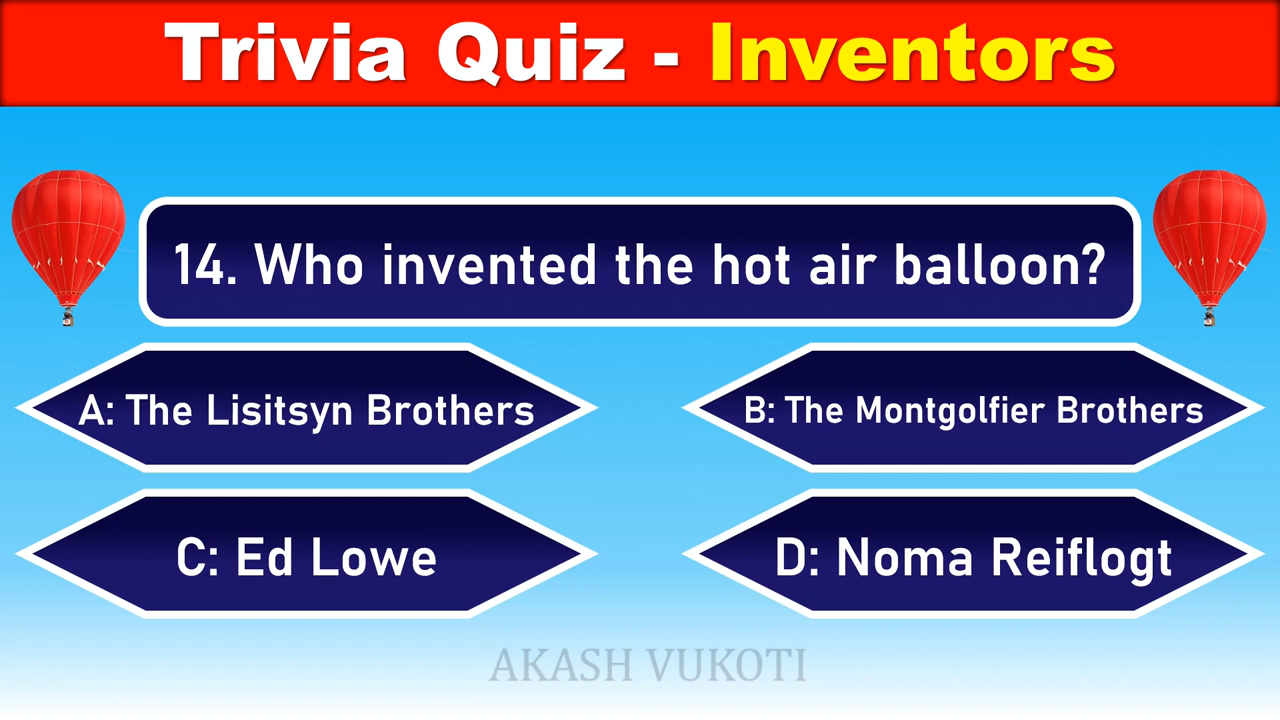 Trivia Quiz - Inventors
14. Who invented the hot air balloon?
A: The Lisitsyn Brothers
B: The Montgolfier Brothers
C: Ed Lowe
D: Noma Reiflogt
AKASH VUKOTI